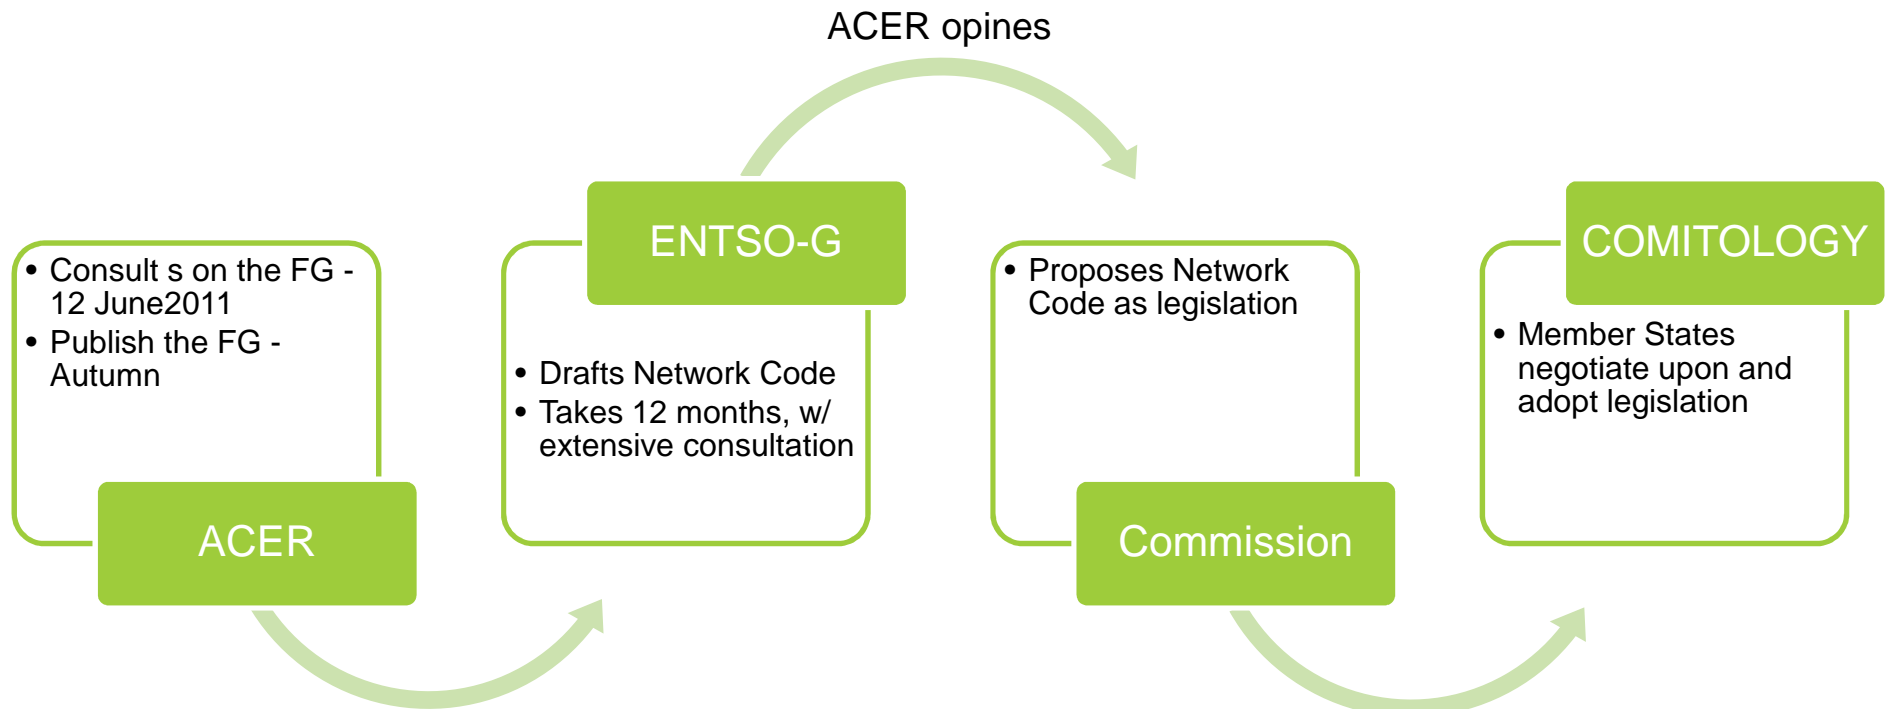 ACER opines
• Consult s on the FG -
12 June2011
• Publish the FG -
Autumn
ACER
ENTSO-G
• Drafts Network Code
• Takes 12 months, w/
extensive consultation
• Proposes Network
Code as legislation
Commission
COMITOLOGY
• Member States
negotiate upon and
adopt legislation